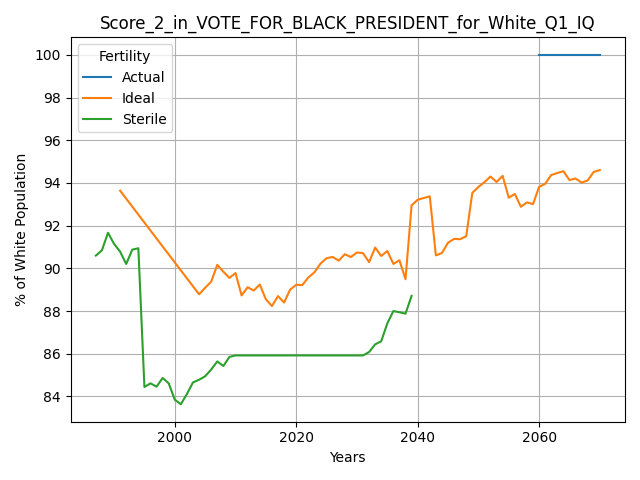 Score_2_in_VOTE_FOR_BLACK_PRESIDENT_for_White_Q1_IQ
Fertility
Actual
Ideal
Sterile
% of White Population
100
98
96
94
92
90
88
86
84
2000
2020
2040
2060
Years